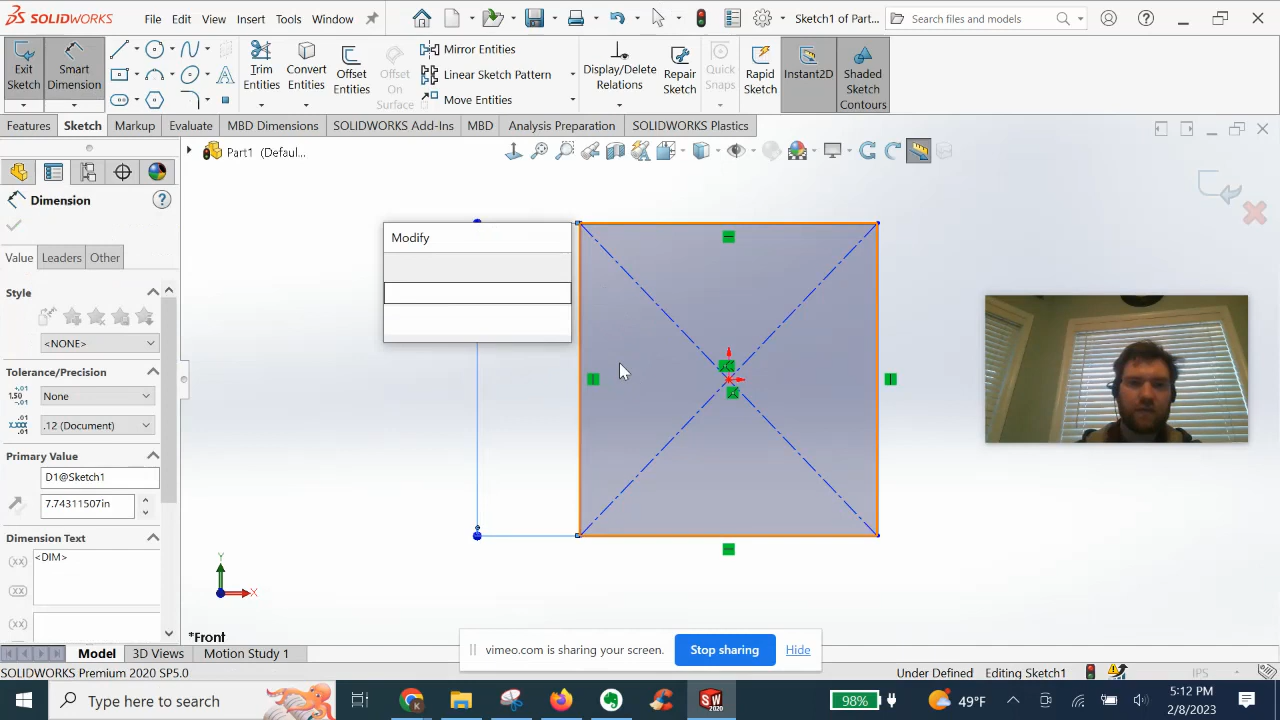 SOLIDWORKS File Edit View Insert Tools Window Sketch1 of Part... Search files and models
Exit Sketch
Smart Dimension
Trim Entities
Convert Entities
Offset Entities
Offset On Surface
Mirror Entities
Linear Sketch Pattern
Move Entities
Display/Delete Relations
Repair Sketch
Quick Snaps
Rapid Sketch
Instant2D
Shaded Sketch Contours
Features Sketch Markup Evaluate MBD Dimensions SOLIDWORKS Add-Ins MBD Analysis Preparation SOLIDWORKS Plastics
Part1 (Defaul...
Dimension
Value Leaders Other
Style
<NONE>
Tolerance/Precision
None
.12 (Document)
Primary Value
D1@Sketch1
7.74311507in
Dimension Text
<DIM>
Modify
Y
X
*Front
vimeo.com is sharing your screen. Stop sharing Hide
Model 3D Views Motion Study 1
SOLIDWORKS Premium 2020 SP5.0 Under Defined Editing Sketch1 IPS
Type here to search 98% 49°F 5:12 PM
2/8/2023